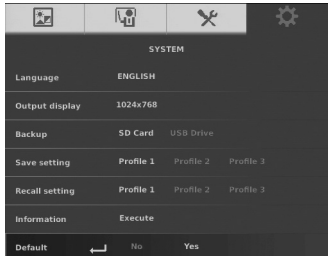 SYSTEM
Language ENGLISH
Output display 1024x768
Backup SD Card USB Drive
Save setting Profile 1 Profile 2 Profile 3
Recall setting Profile 1 Profile 2 Profile 3
Information Execute
Default No Yes